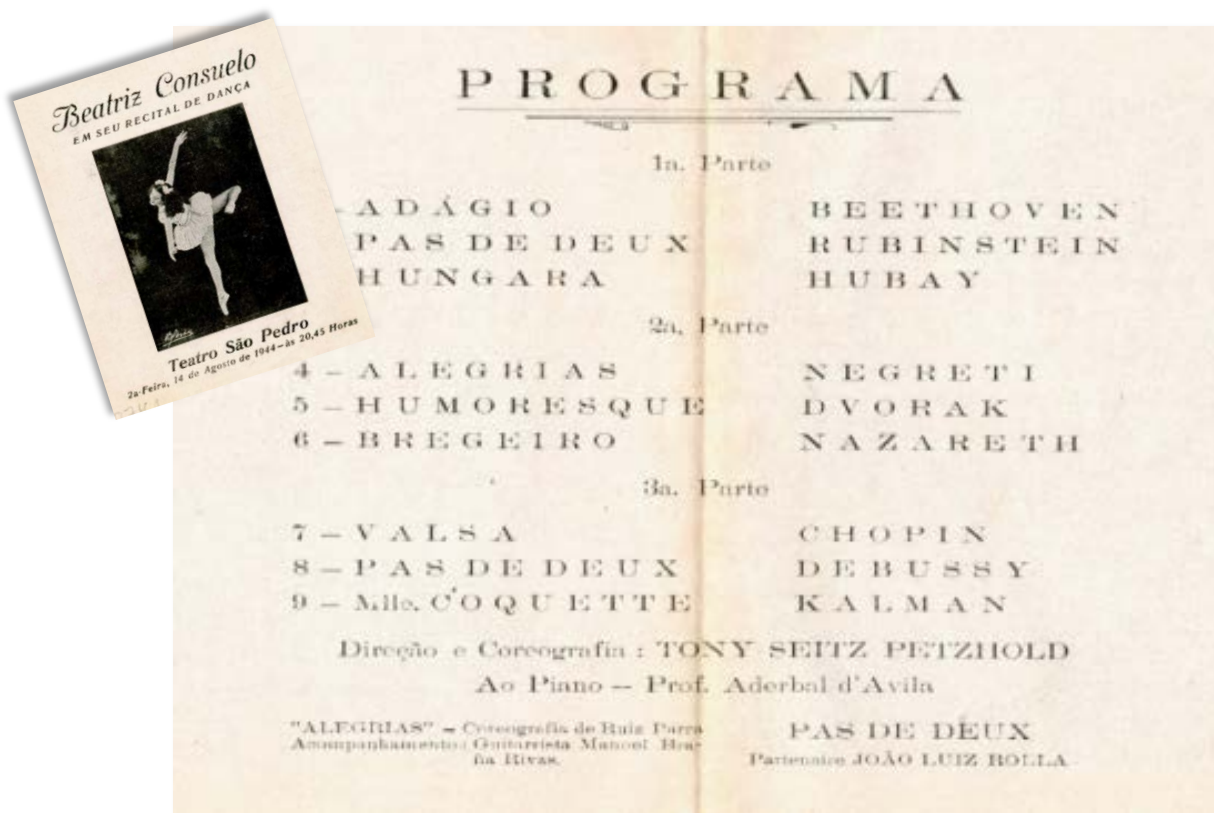 Beatriz Consuelo
EM SEU RECITAL DE DANÇA
Teatro São Pedro
2a-Feira, 14 de Agosto de 1944 — às 20,45 Horas
PROGRAMA
1a. Parte
- ADÁGIO BEETHOVEN
PAS DE DEUX RUBINSTEIN
HUNGARA HUBAY
2a. Parte
4 – ALEGRIAS NEGRETI
5 – HUMORESQUE DVORAK
6 – BREGEIRO NAZARETH
3a. Parte
7 – VALSA CHOPIN
8 – PAS DE DEUX DEBUSSY
9 – Mlle. COQUETTE KALMAN
Direção e Coreografia : TONY SEITZ PETZHOLD
Ao Piano — Prof. Aderbal d'Avila
"ALEGRIAS" – Coreografia de Ruiz Parra
Acompanhamento : Guitarrista Manoel
Rivas.
PAS DE DEUX
Partenaire JOÃO LUIZ ROLLA